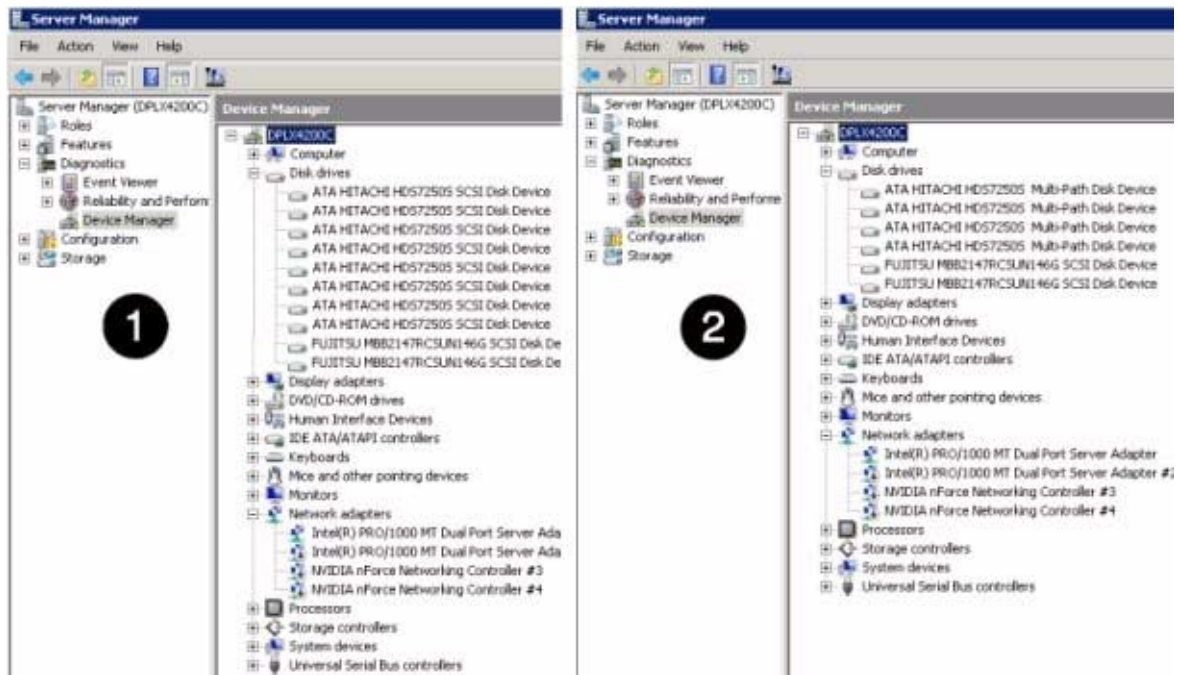 Server Manager
File Action View Help
Server Manager (DPLX4200C)
Roles
Features
Diagnostics
Event Viewer
Reliability and Perform
Device Manager
Configuration
Storage
1
Device Manager
DPLX4200C
Computer
Disk drives
ATA HITACHI HDS7250S SCSI Disk Device
ATA HITACHI HDS7250S SCSI Disk Device
ATA HITACHI HDS7250S SCSI Disk Device
ATA HITACHI HDS7250S SCSI Disk Device
ATA HITACHI HDS7250S SCSI Disk Device
ATA HITACHI HDS7250S SCSI Disk Device
ATA HITACHI HDS7250S SCSI Disk Device
ATA HITACHI HDS7250S SCSI Disk Device
FUJITSU MBB2147RCSUN146G SCSI Disk De
FUJITSU MBB2147RCSUN146G SCSI Disk De
Display adapters
DVD/CD-ROM drives
Human Interface Devices
IDE ATA/ATAPI controllers
Keyboards
Mice and other pointing devices
Monitors
Network adapters
Intel(R) PRO/1000 MT Dual Port Server Ada
Intel(R) PRO/1000 MT Dual Port Server Ada
NVIDIA nForce Networking Controller #3
NVIDIA nForce Networking Controller #4
Processors
Storage controllers
System devices
Universal Serial Bus controllers
Server Manager
File Action View Help
Server Manager (DPLX4200C)
Roles
Features
Diagnostics
Event Viewer
Reliability and Performe
Device Manager
Configuration
Storage
2
Device Manager
DPLX4200C
Computer
Disk drives
ATA HITACHI HDS7250S Multi-Path Disk Device
ATA HITACHI HDS7250S Multi-Path Disk Device
ATA HITACHI HDS7250S Multi-Path Disk Device
ATA HITACHI HDS7250S Multi-Path Disk Device
FUJITSU MBB2147RCSUN146G SCSI Disk Device
FUJITSU MBB2147RCSUN146G SCSI Disk Device
Display adapters
DVD/CD-ROM drives
Human Interface Devices
IDE ATA/ATAPI controllers
Keyboards
Mice and other pointing devices
Monitors
Network adapters
Intel(R) PRO/1000 MT Dual Port Server Adapter
Intel(R) PRO/1000 MT Dual Port Server Adapter #2
NVIDIA nForce Networking Controller #3
NVIDIA nForce Networking Controller #4
Processors
Storage controllers
System devices
Universal Serial Bus controllers